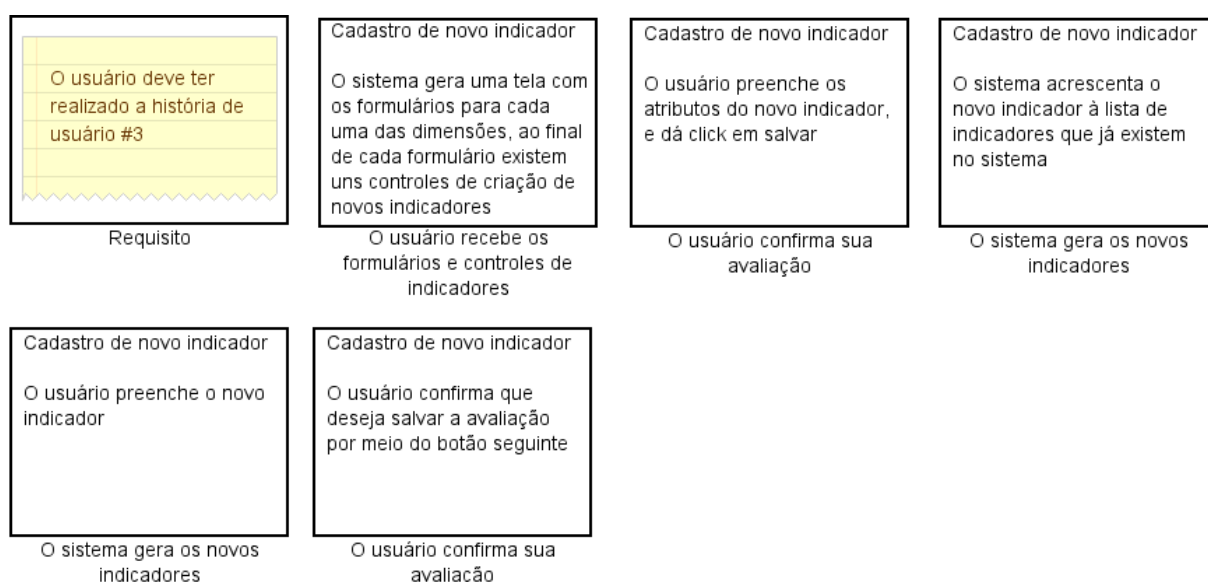 O usuário deve ter
realizado a história de
usuário #3
Requisito
Cadastro de novo indicador
O sistema gera uma tela com
os formulários para cada
uma das dimensões, ao final
de cada formulário existem
uns controles de criação de
novos indicadores
O usuário recebe os
formulários e controles de
indicadores
Cadastro de novo indicador
O usuário preenche os
atributos do novo indicador,
e dá click em salvar
O usuário confirma sua
avaliação
Cadastro de novo indicador
O sistema acrescenta o
novo indicador à lista de
indicadores que já existem
no sistema
O sistema gera os novos
indicadores
Cadastro de novo indicador
O usuário preenche o novo
indicador
O sistema gera os novos
indicadores
Cadastro de novo indicador
O usuário confirma que
deseja salvar a avaliação
por meio do botão seguinte
O usuário confirma sua
avaliação